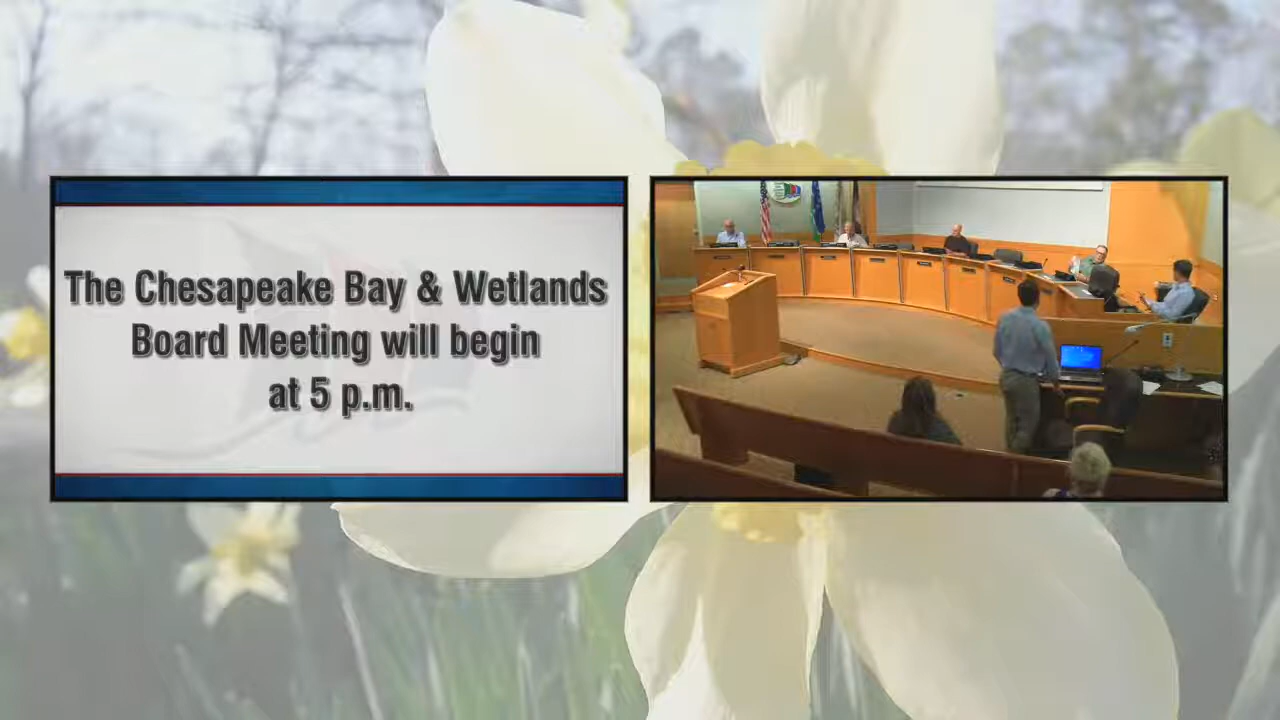 The Chesapeake Bay & Wetlands
Board Meeting will begin
at 5 p.m.